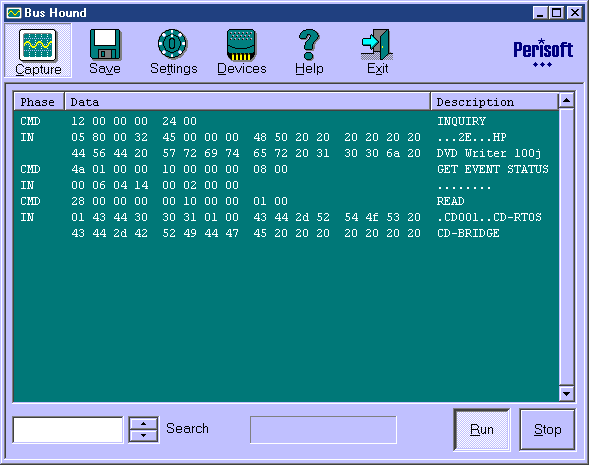 Bus Hound
Capture Save Settings Devices Help Exit
Perisoft
Phase Data Description
CMD 12 00 00 00 24 00 INQUIRY
IN 05 80 00 32 45 00 00 00 48 50 20 20 20 20 20 20 ...2E...HP
44 56 44 20 57 72 69 74 65 72 20 31 30 30 6a 20 DVD Writer 100j
CMD 4a 01 00 00 10 00 00 00 08 00 GET EVENT STATUS
IN 00 06 04 14 00 02 00 00 ........
CMD 28 00 00 00 00 10 00 00 01 00 READ
IN 01 43 44 30 30 31 01 00 43 44 2d 52 54 4f 53 20 .CD001..CD-RTOS
43 44 2d 42 52 49 44 47 45 20 20 20 20 20 20 20 CD-BRIDGE
Search Run Stop